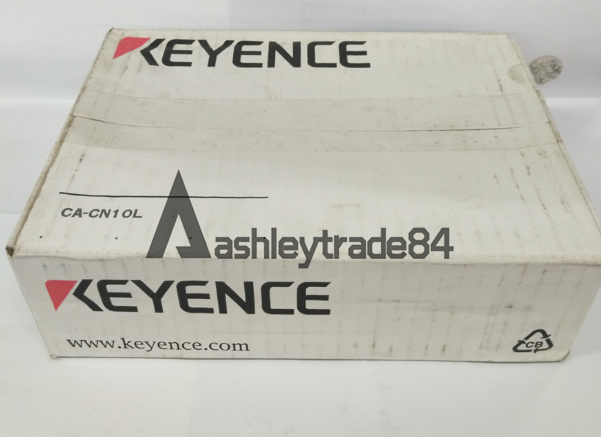 KEYENCE
CA-CN10L
ashleytrade84
KEYENCE
www.keyence.com
CB